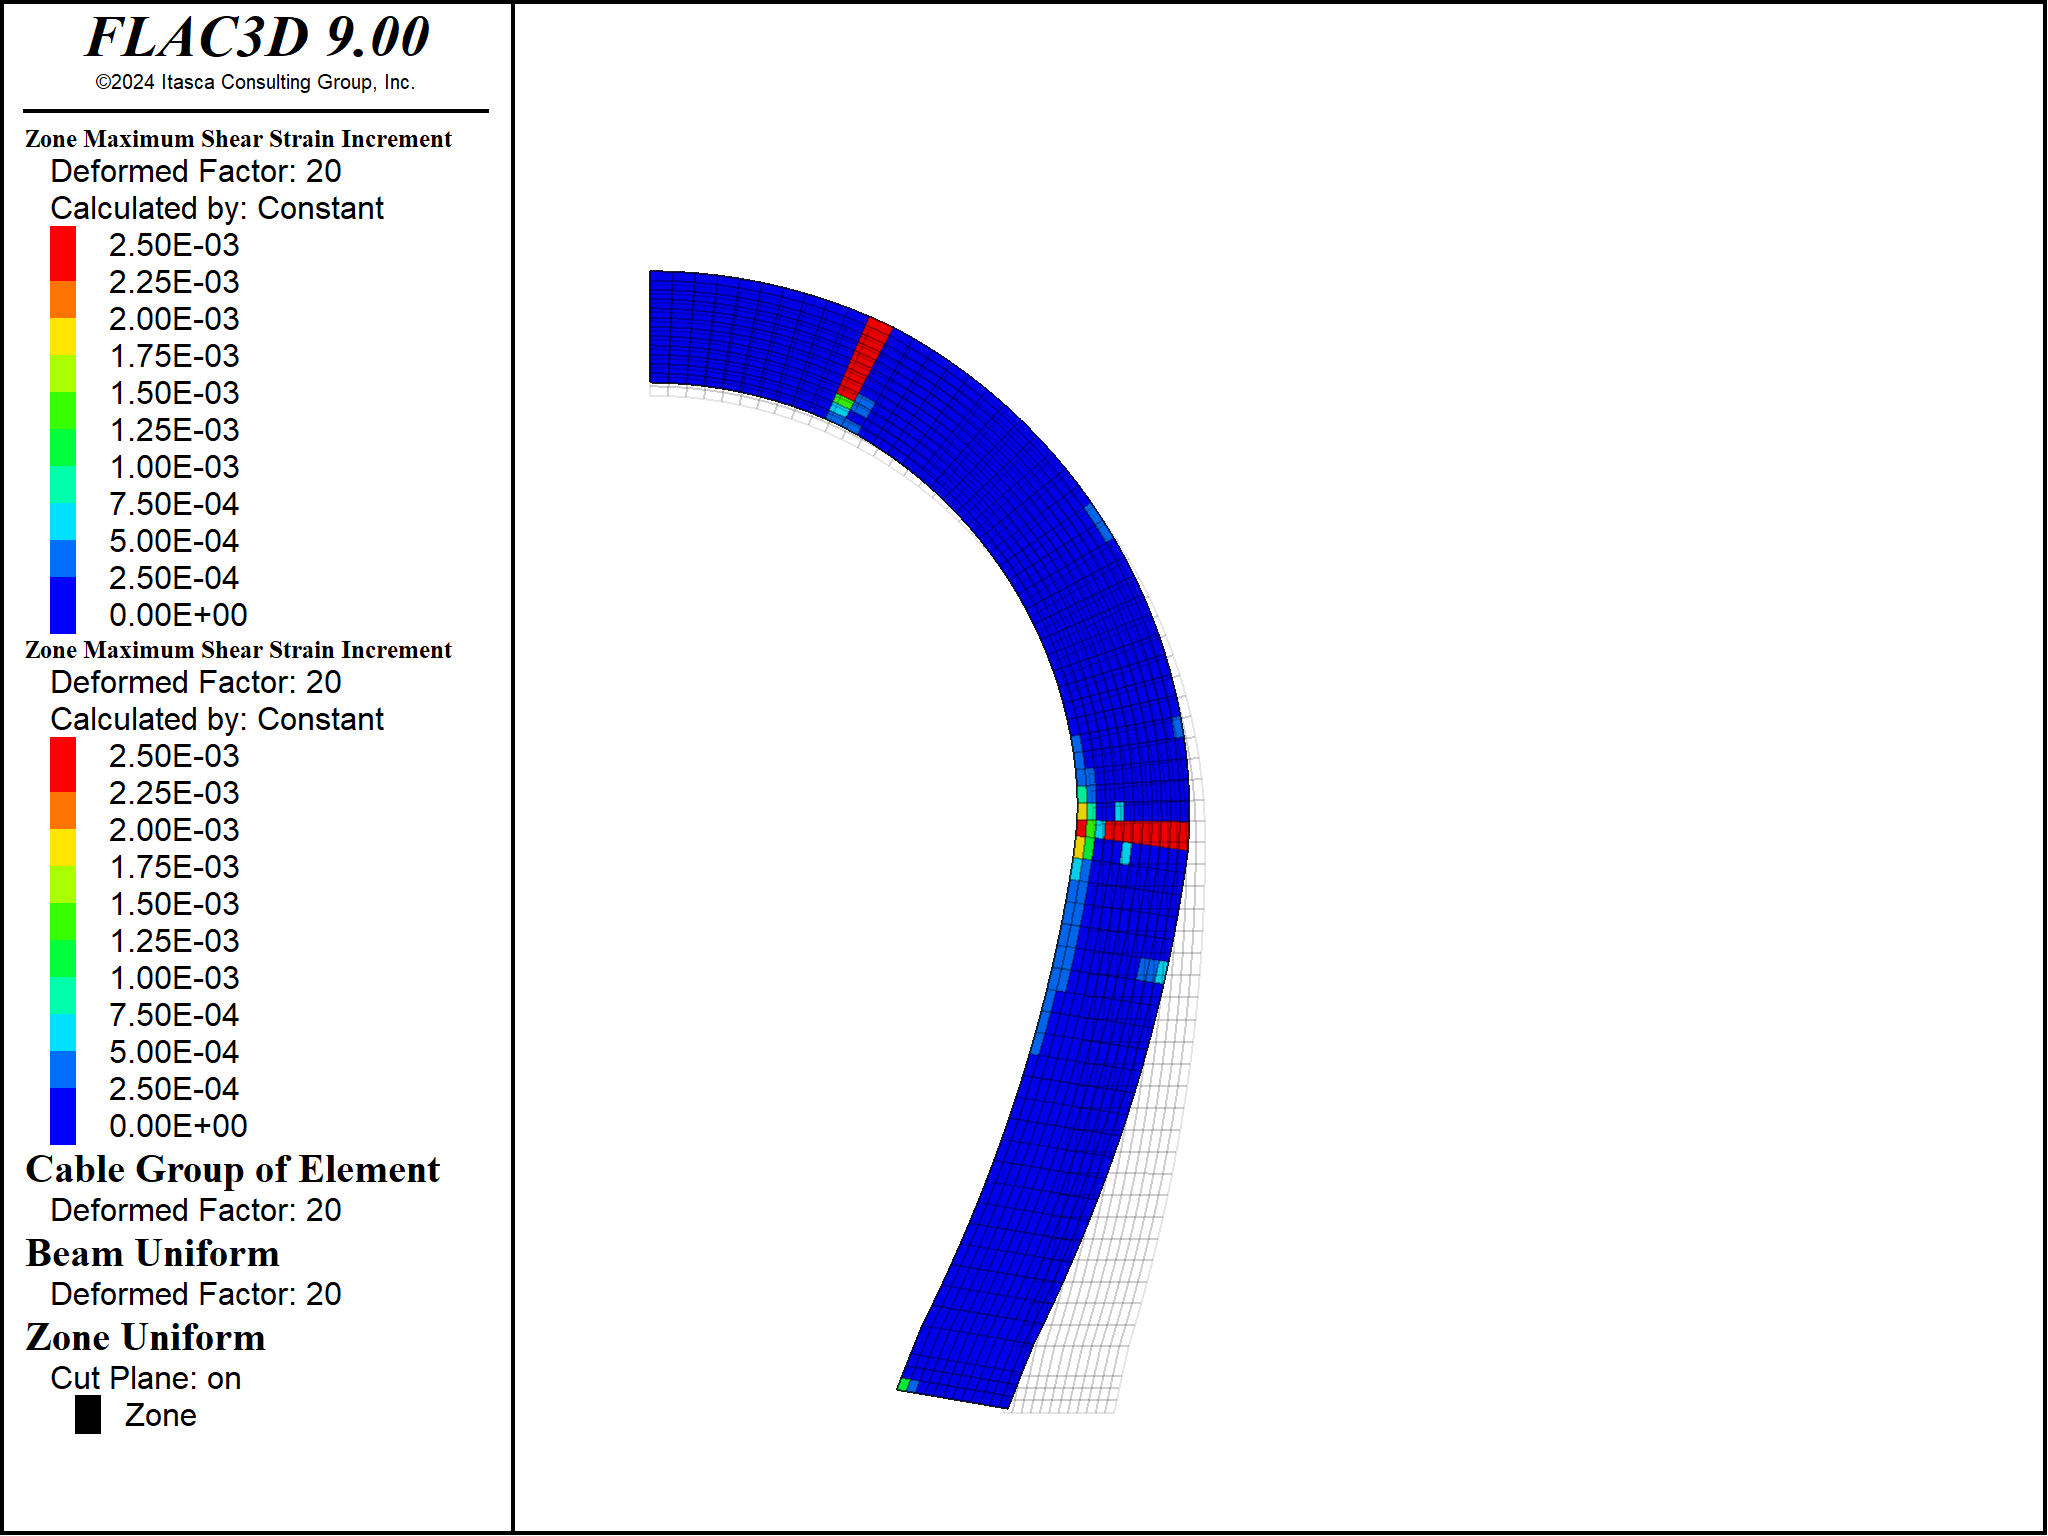 FLAC3D 9.00
©2024 Itasca Consulting Group, Inc.
Zone Maximum Shear Strain Increment
Deformed Factor: 20
Calculated by: Constant
2.50E-03
2.25E-03
2.00E-03
1.75E-03
1.50E-03
1.25E-03
1.00E-03
7.50E-04
5.00E-04
2.50E-04
0.00E+00
Zone Maximum Shear Strain Increment
Deformed Factor: 20
Calculated by: Constant
2.50E-03
2.25E-03
2.00E-03
1.75E-03
1.50E-03
1.25E-03
1.00E-03
7.50E-04
5.00E-04
2.50E-04
0.00E+00
Cable Group of Element
Deformed Factor: 20
Beam Uniform
Deformed Factor: 20
Zone Uniform
Cut Plane: on
Zone